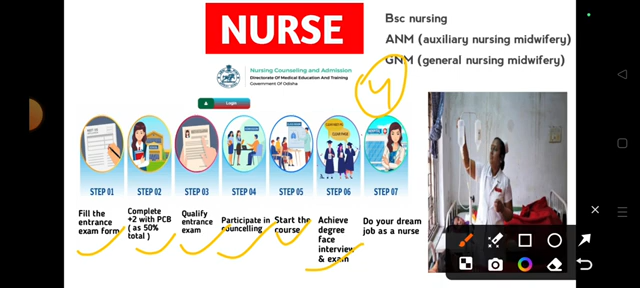 NURSE
Bsc nursing
ANM (auxiliary nursing midwifery)
GNM (general nursing midwifery)
Nursing Counseling and Admission
Directorate Of Medical Education And Training
Government Of Odisha
Login
4
STEP 01
STEP 02
STEP 03
STEP 04
STEP 05
STEP 06
STEP 07
Fill the
entrance
exam form
Complete
+2 with PCB
( as 50%
total )
Qualify
entrance
exam
Participate in
councelling
Start the
course
Achieve
degree
face
interview
& exam
Do your dream
job as a nurse